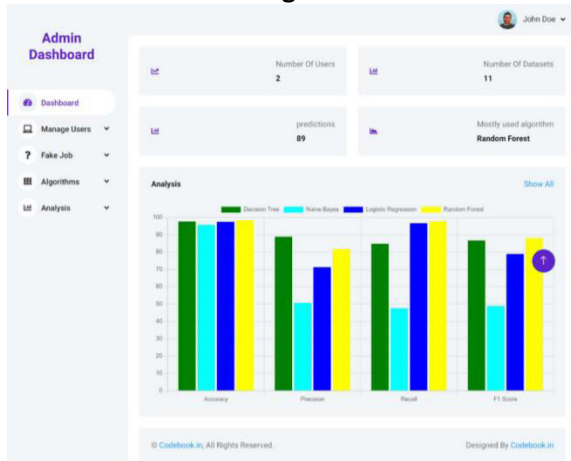 John Doe
Admin
Dashboard
Dashboard
Manage Users
? Fake Job
Algorithms
Analysis
Number Of Users
2
Number Of Datasets
11
predictions
89
Mostly used algorithm
Random Forest
Analysis
Show All
Decision Tree Naive Bayes Logistic Regression Random Forest
100
90
80
70
60
50
40
30
20
10
0
Accuracy Precision Recall F1 Score
© Codebook.in, All Rights Reserved.
Designed By Codebook.in